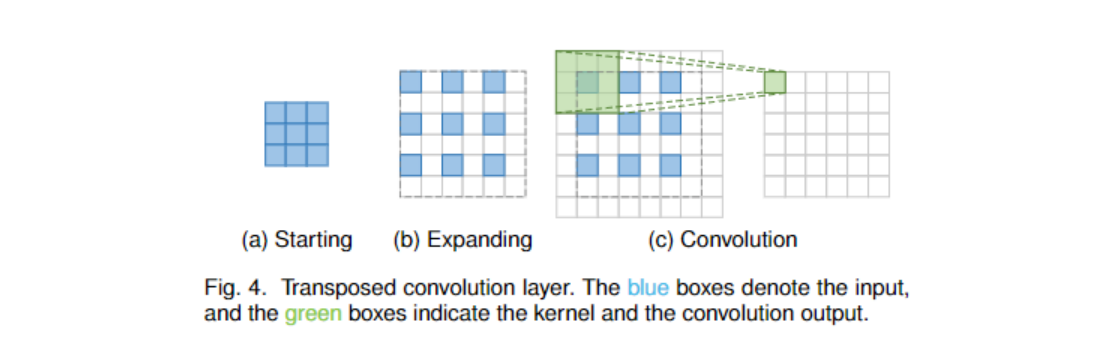 (a) Starting
(b) Expanding
(c) Convolution
Fig. 4. Transposed convolution layer. The blue boxes denote the input,
and the green boxes indicate the kernel and the convolution output.